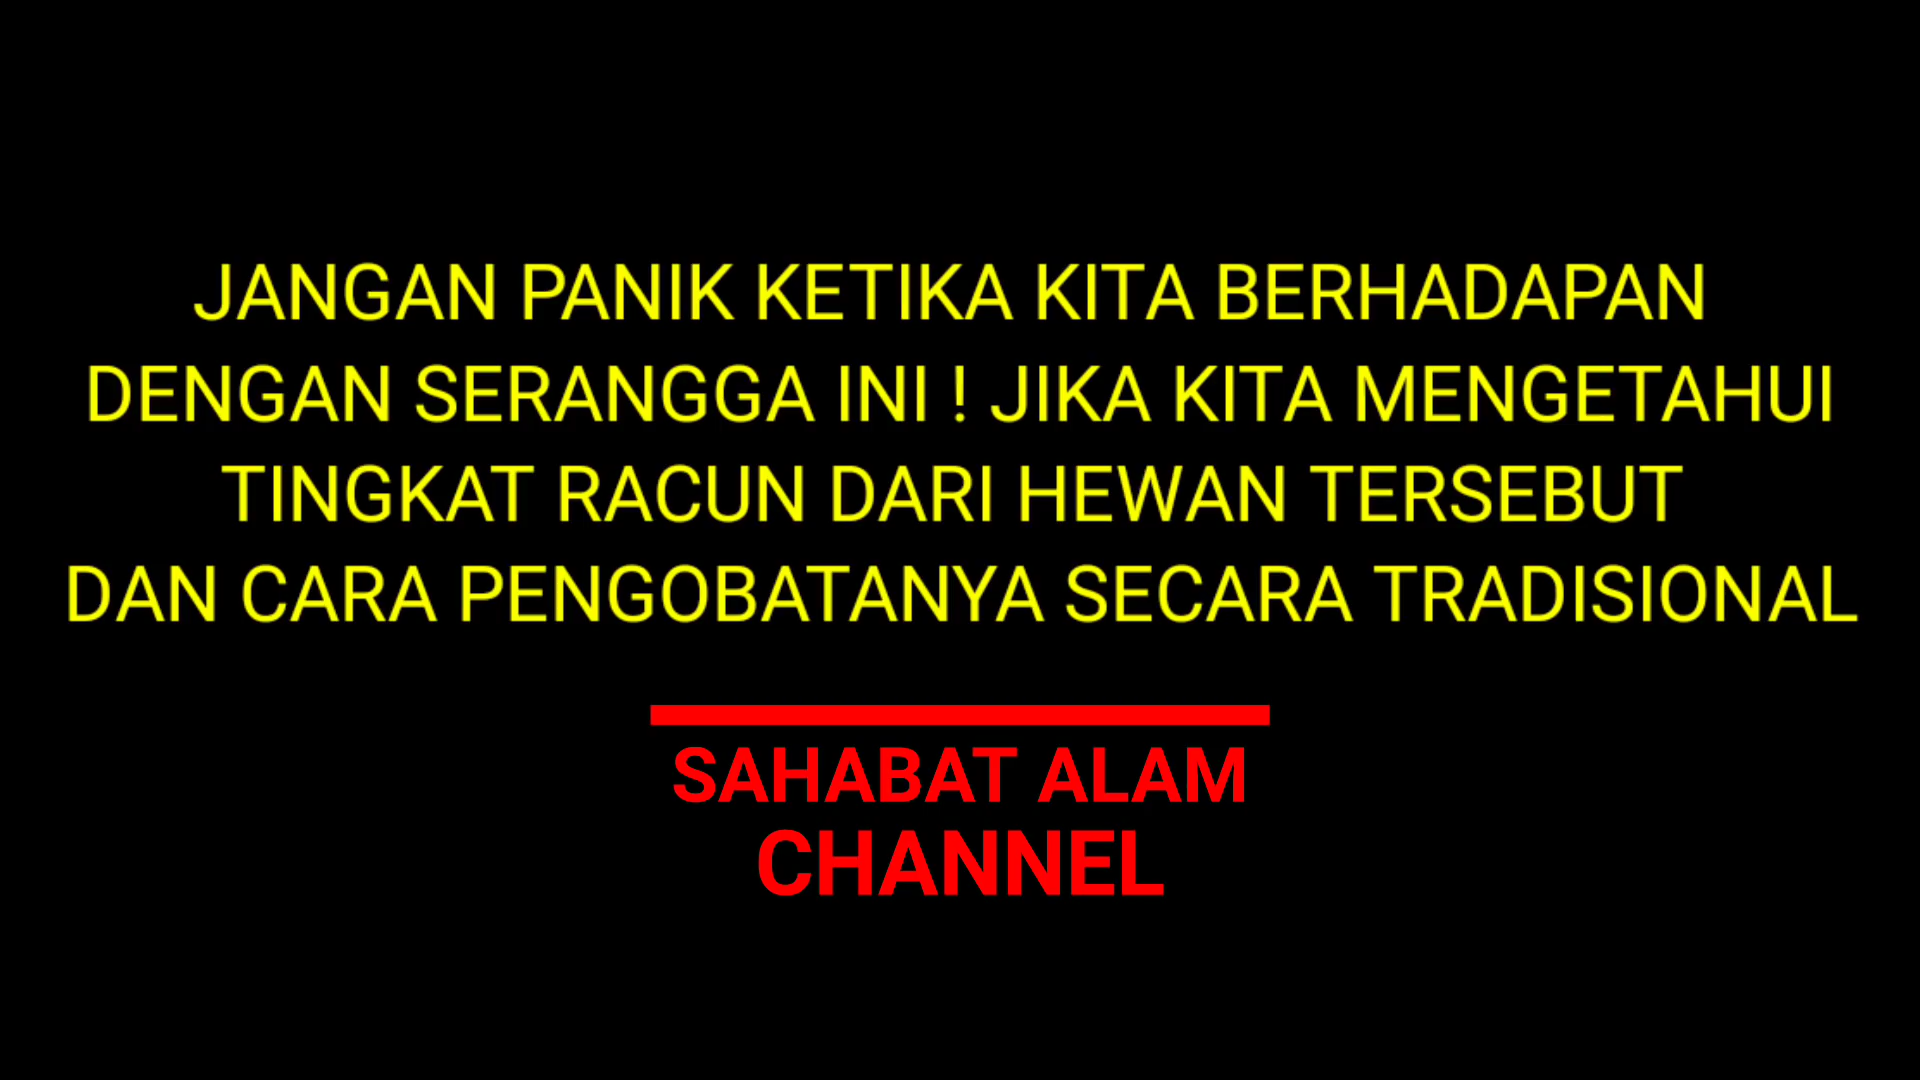 JANGAN PANIK KETIKA KITA BERHADAPAN
DENGAN SERANGGA INI ! JIKA KITA MENGETAHUI
TINGKAT RACUN DARI HEWAN TERSEBUT
DAN CARA PENGOBATANYA SECARA TRADISIONAL
SAHABAT ALAM
CHANNEL